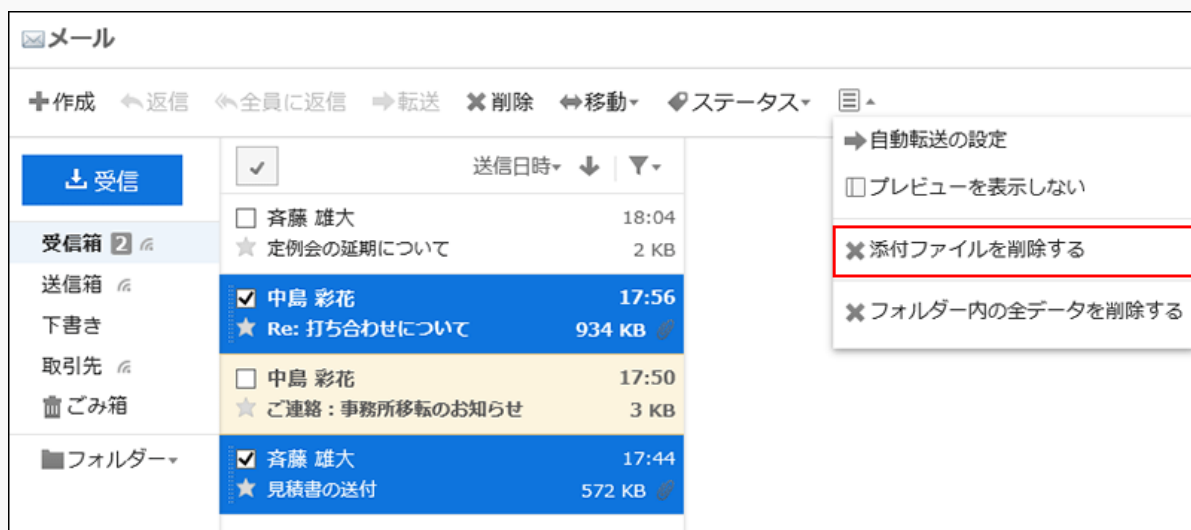 メール
作成 返信 全員に返信 転送 削除 移動 ステータス
自動転送の設定
プレビューを表示しない
添付ファイルを削除する
フォルダー内の全データを削除する
受信
受信箱 2
送信箱
下書き
取引先
ごみ箱
フォルダー
送信日時
斉藤 雄大 18:04
定例会の延期について 2 KB
中島 彩花 17:56
Re: 打ち合わせについて 934 KB
中島 彩花 17:50
ご連絡：事務所移転のお知らせ 3 KB
斉藤 雄大 17:44
見積書の送付 572 KB